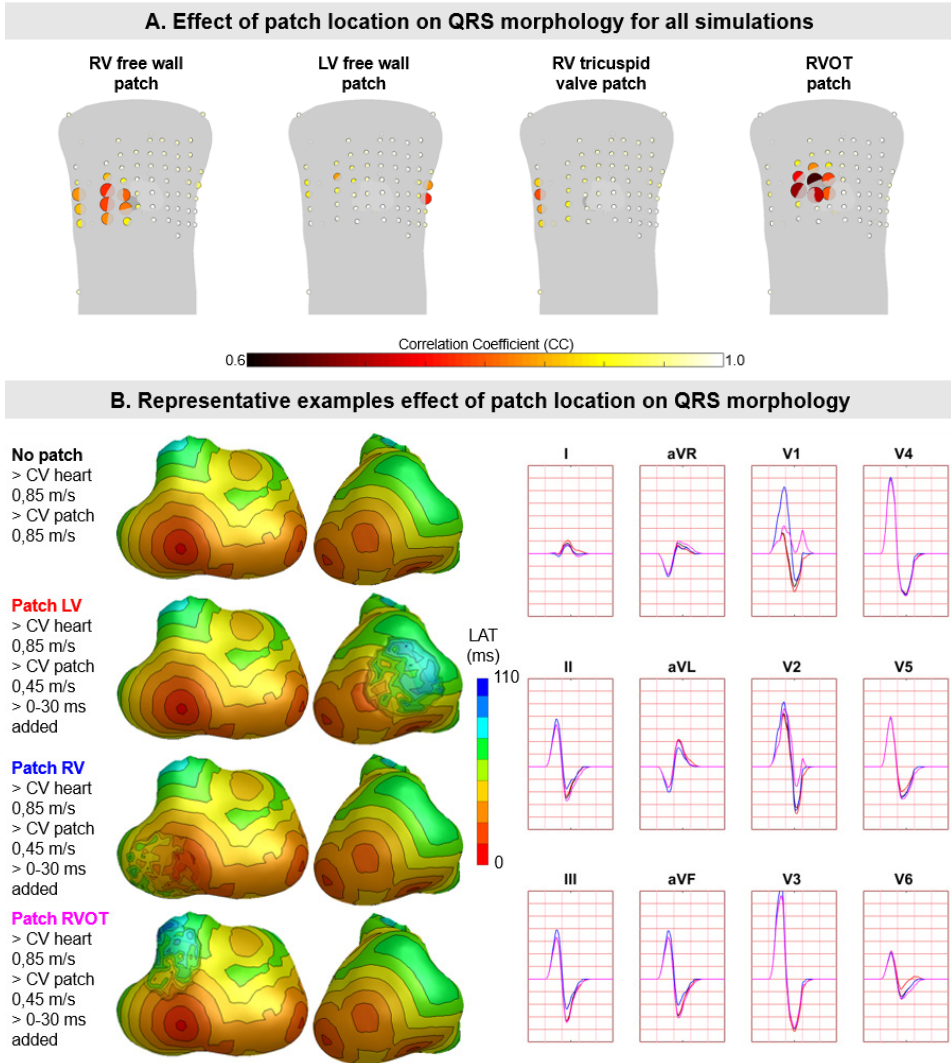 A. Effect of patch location on QRS morphology for all simulations
RV free wall
patch
LV free wall
patch
RV tricuspid
valve patch
RVOT
patch
Correlation Coefficient (CC)
0.6
1.0
B. Representative examples effect of patch location on QRS morphology
No patch
> CV heart
0,85 m/s
> CV patch
0,85 m/s
Patch LV
> CV heart
0,85 m/s
> CV patch
0,45 m/s
> 0-30 ms
added
Patch RV
> CV heart
0,85 m/s
> CV patch
0,45 m/s
> 0-30 ms
added
Patch RVOT
> CV heart
0,85 m/s
> CV patch
0,45 m/s
> 0-30 ms
added
LAT
(ms)
110
0
I
aVR
V1
V4
II
aVL
V2
V5
III
aVF
V3
V6